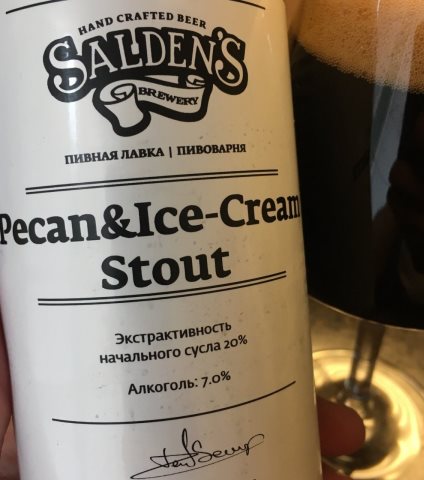 HAND CRAFTED BEER
SALDEN'S
BREWERY
ПИВНАЯ ЛАВКА | ПИВОВАРНЯ
Pecan&Ice-Cream
Stout
Экстрактивность
начального сусла 20%
Алкоголь: 7.0%